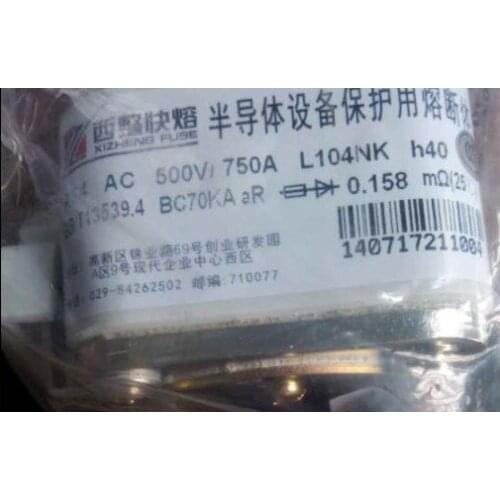 西整快熔 半导体设备保护用熔断
XIZHENG FUSE
AC 500V/750A L104NK h40
13539.4 BC70KA aR 0.158 mΩ(25
高新区锦业路69号创业研发园
A区9号现代企业中心西区
029-84262502 邮编:710077
140717211004